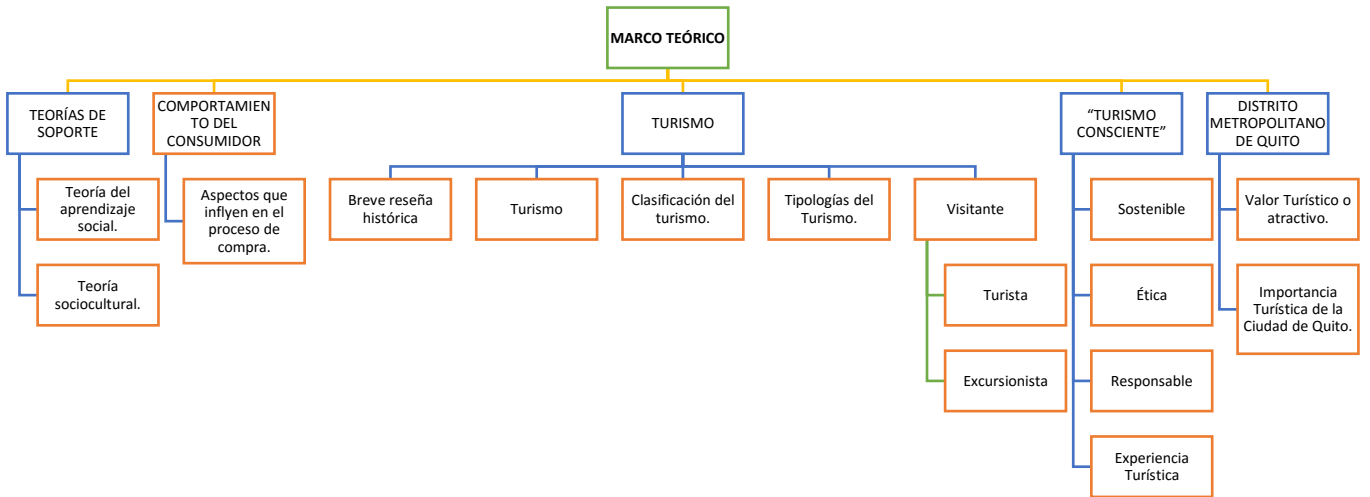 MARCO TEÓRICO
TEORÍAS DE
SOPORTE
Teoría del
aprendizaje
social.
Teoría
sociocultural.
COMPORTAMIEN
TO DEL
CONSUMIDOR
Aspectos que
influyen en el
proceso de
compra.
TURISMO
Breve reseña
histórica
Turismo
Clasificación del
turismo.
Tipologías del
Turismo.
Visitante
Turista
Excursionista
“TURISMO
CONSCIENTE”
Sostenible
Ética
Responsable
Experiencia
Turística
DISTRITO
METROPOLITANO
DE QUITO
Valor Turístico o
atractivo.
Importancia
Turística de la
Ciudad de Quito.